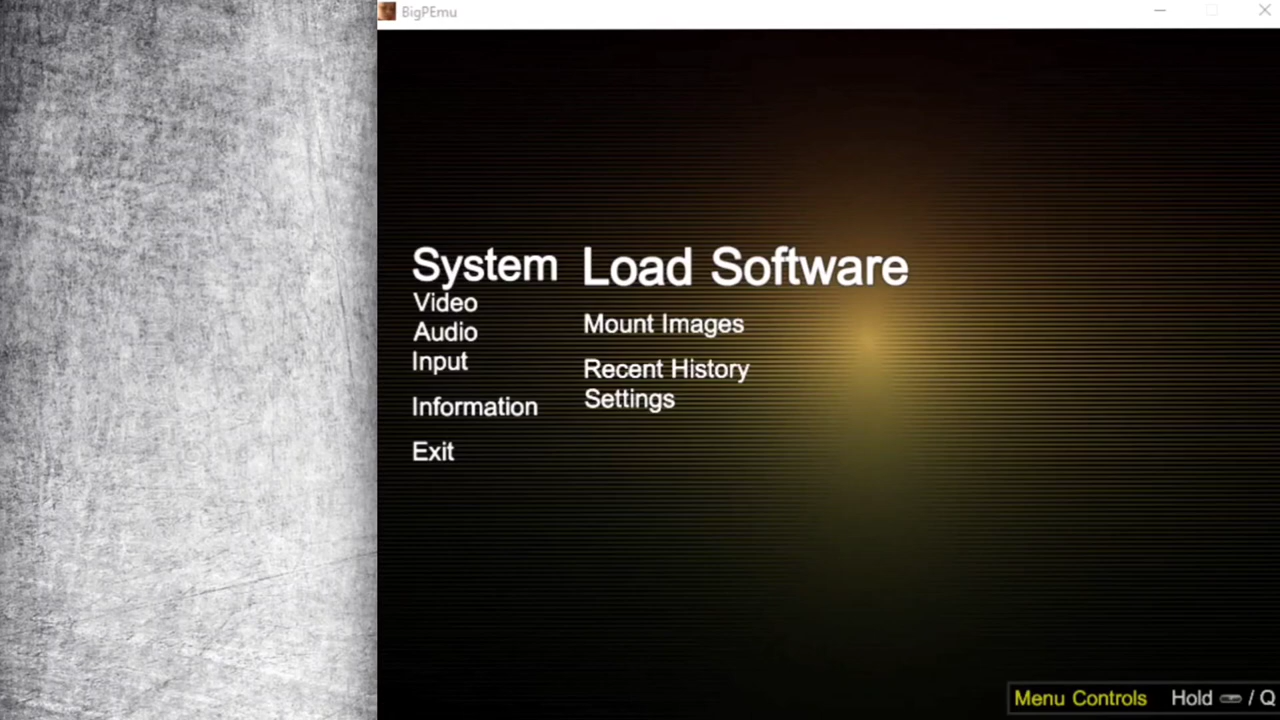 BigPEmu
System
Video
Audio
Input
Information
Exit
Load Software
Mount Images
Recent History
Settings
Menu Controls Hold / Q